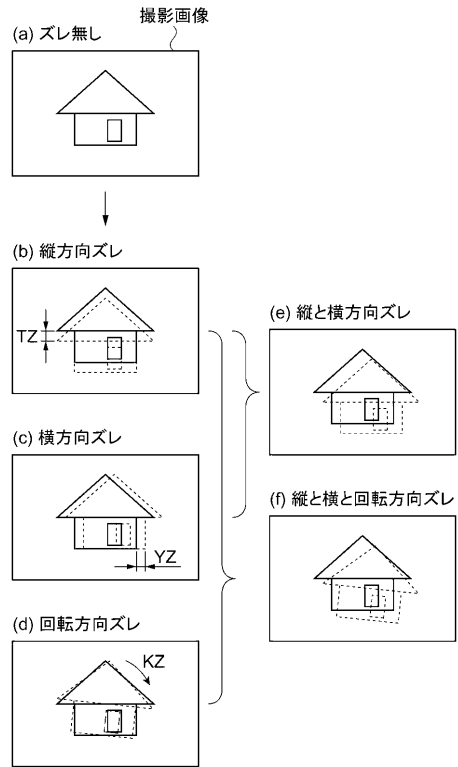 撮影画像
(a) ズレ無し
(b) 縦方向ズレ
TZ
(c) 横方向ズレ
YZ
(d) 回転方向ズレ
KZ
(e) 縦と横方向ズレ
(f) 縦と横と回転方向ズレ